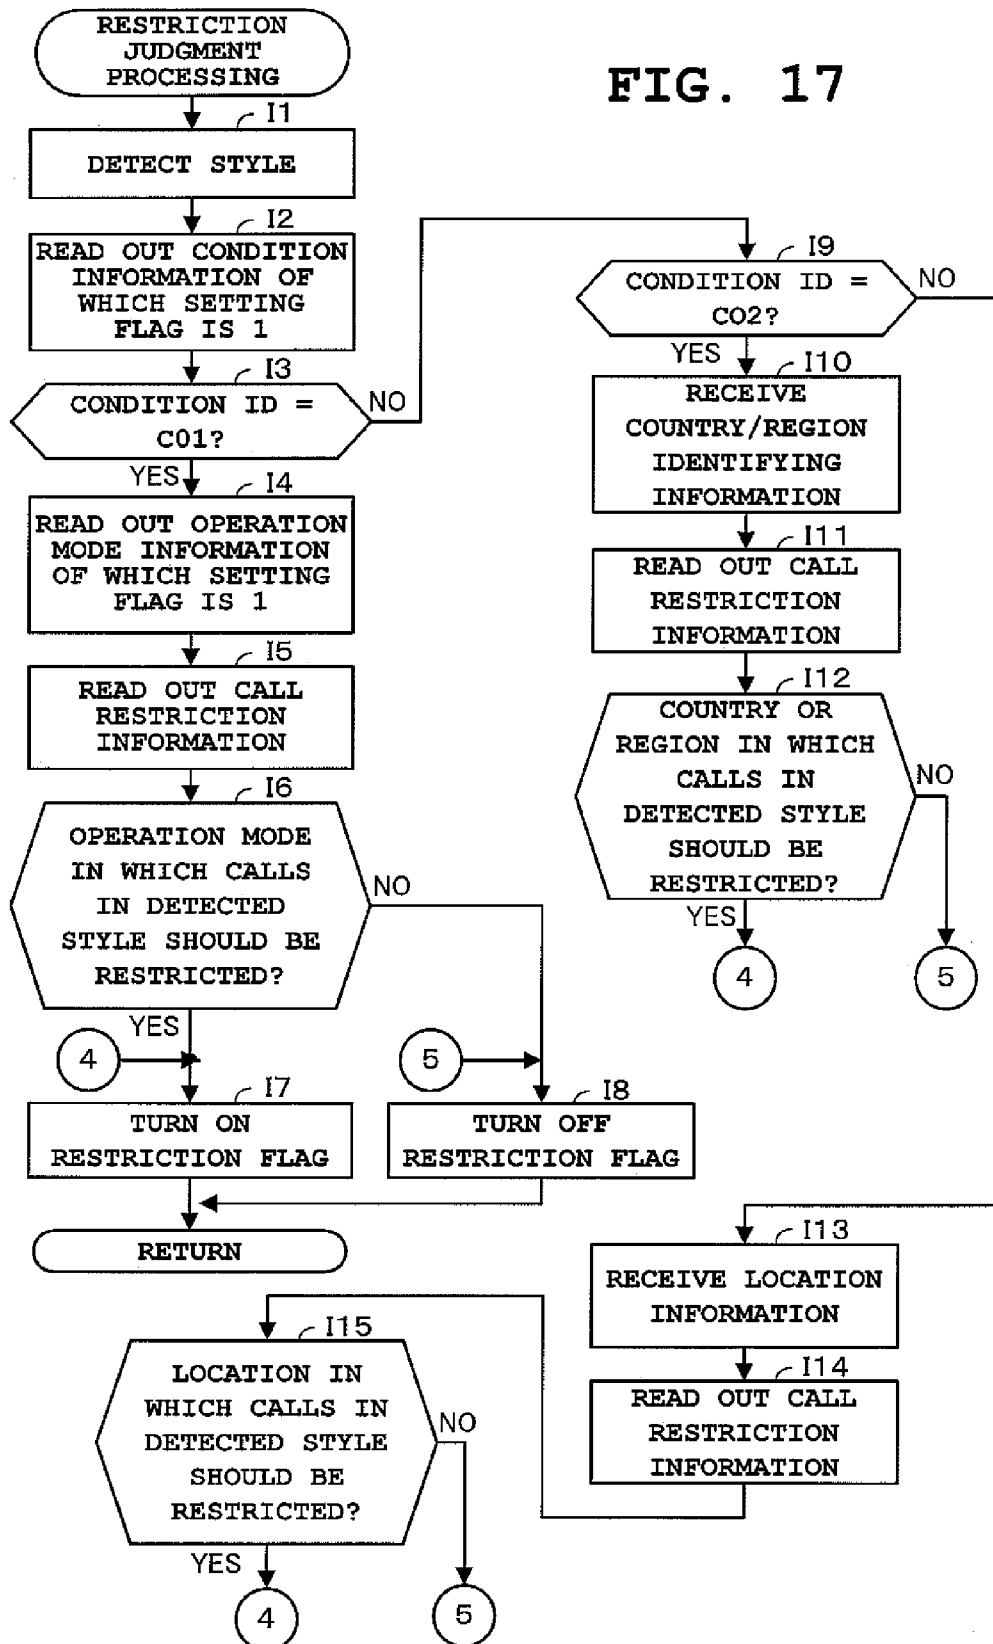 RESTRICTION
JUDGMENT
PROCESSING
FIG. 17
I1
DETECT STYLE
I2
READ OUT CONDITION
INFORMATION OF
WHICH SETTING
FLAG IS 1
I3
CONDITION ID =
C01?
NO
YES
I4
READ OUT OPERATION
MODE INFORMATION
OF WHICH SETTING
FLAG IS 1
I5
READ OUT CALL
RESTRICTION
INFORMATION
I6
OPERATION MODE
IN WHICH CALLS
IN DETECTED
STYLE SHOULD BE
RESTRICTED?
NO
YES
4
5
I7
TURN ON
RESTRICTION FLAG
I8
TURN OFF
RESTRICTION FLAG
RETURN
I9
CONDITION ID =
C02?
NO
YES
I10
RECEIVE
COUNTRY/REGION
IDENTIFYING
INFORMATION
I11
READ OUT CALL
RESTRICTION
INFORMATION
I12
COUNTRY OR
REGION IN WHICH
CALLS IN
DETECTED STYLE
SHOULD BE
RESTRICTED?
NO
YES
4
5
I13
RECEIVE LOCATION
INFORMATION
I14
READ OUT CALL
RESTRICTION
INFORMATION
I15
LOCATION IN
WHICH CALLS IN
DETECTED STYLE
SHOULD BE
RESTRICTED?
NO
YES
4
5